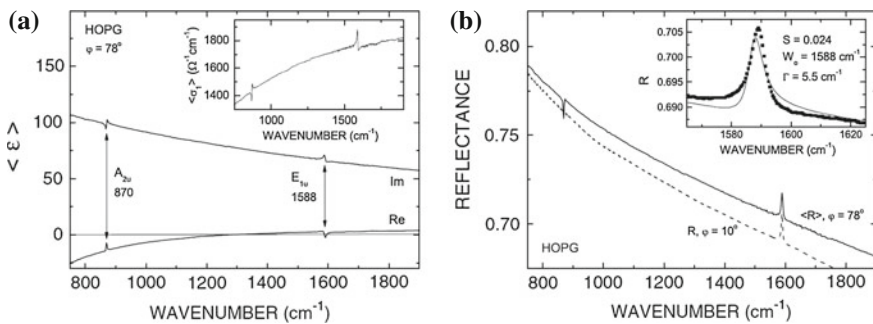 (a)
HOPG
φ = 78°
150
100
50
0
< ε >
A2u
870
E1u
1588
Im
Re
800 1000 1200 1400 1600 1800
WAVENUMBER (cm-1)
1800
1600
1400
<σ1> (Ω-1cm-1)
1000 1500
WAVENUMBER (cm-1)
(b)
0.80
0.75
0.70
REFLECTANCE
HOPG
R, φ = 10°
<R>, φ = 78°
800 1000 1200 1400 1600 1800
WAVENUMBER (cm-1)
0.705
0.700
0.695
0.690
R
S = 0.024
Wo = 1588 cm-1
Γ = 5.5 cm-1
1580 1600 1620
WAVENUMBER (cm-1)